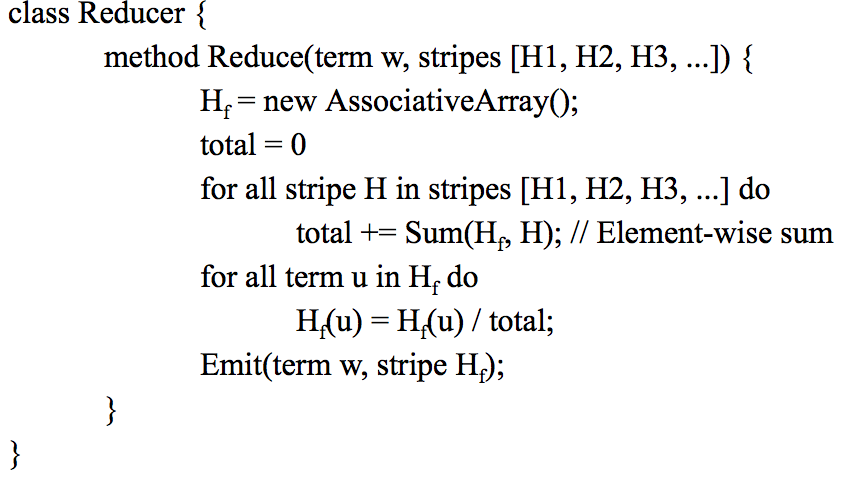 class Reducer {
method Reduce(term w, stripes [H1, H2, H3, ...]) {
Hf = new AssociativeArray();
total = 0
for all stripe H in stripes [H1, H2, H3, ...] do
total += Sum(Hf, H); // Element-wise sum
for all term u in Hf do
Hf(u) = Hf(u) / total;
Emit(term w, stripe Hf);
}
}